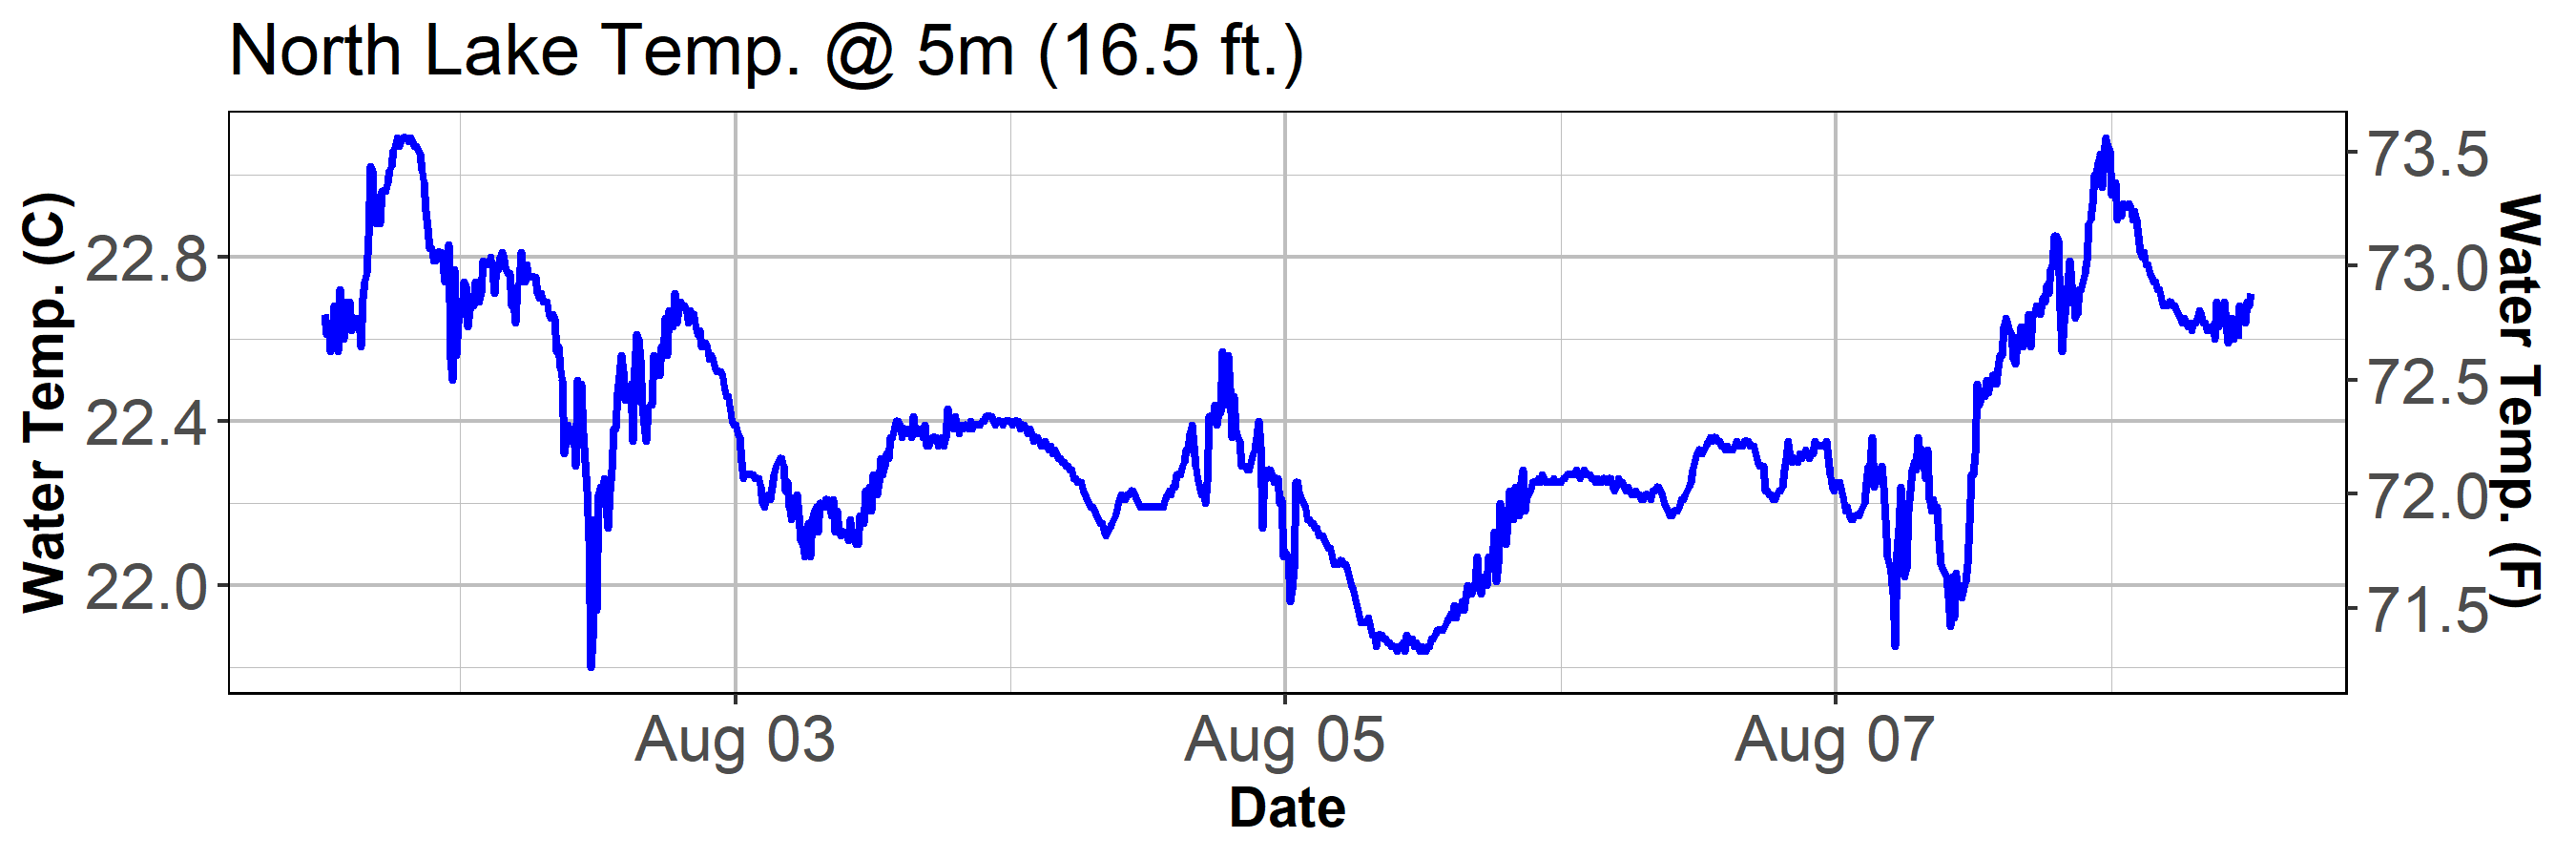 North Lake Temp. @ 5m (16.5 ft.)
Water Temp. (C)
22.8
22.4
22.0
73.5
73.0
72.5
72.0
71.5
Water Temp. (F)
Aug 03 Aug 05 Aug 07
Date